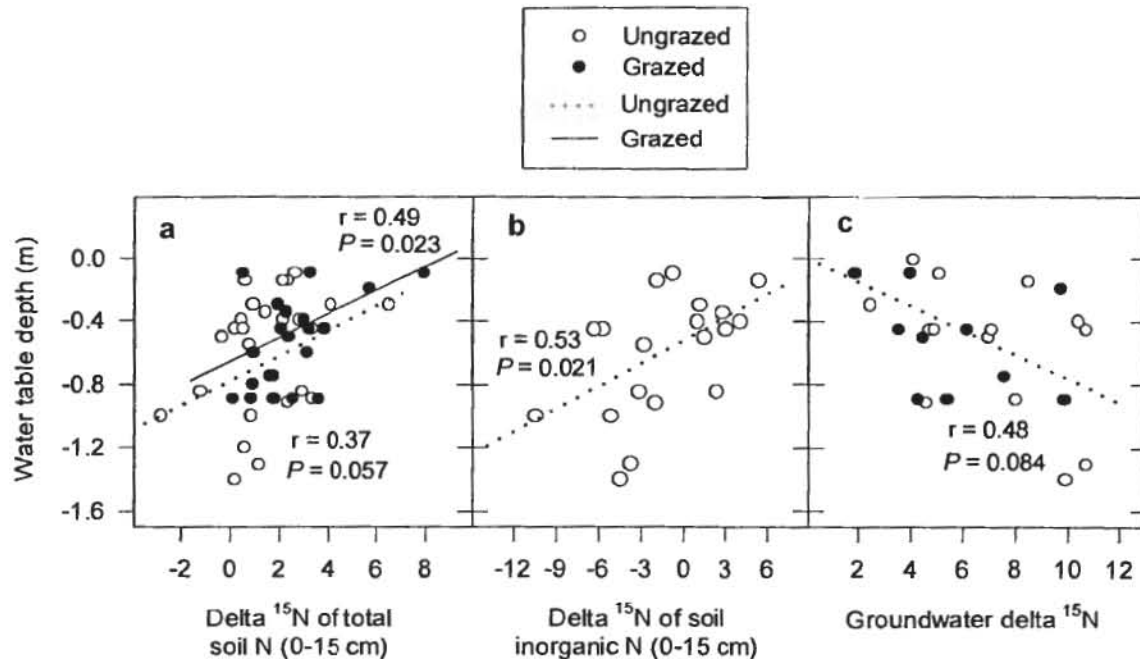 Ungrazed
Grazed
Ungrazed
Grazed
a
r = 0.49
P = 0.023
r = 0.37
P = 0.057
b
r = 0.53
P = 0.021
c
r = 0.48
P = 0.084
Water table depth (m)
0.0
-0.4
-0.8
-1.2
-1.6
-2 0 2 4 6 8
-12 -9 -6 -3 0 3 6
2 4 6 8 10 12
Delta 15N of total
soil N (0-15 cm)
Delta 15N of soil
inorganic N (0-15 cm)
Groundwater delta 15N